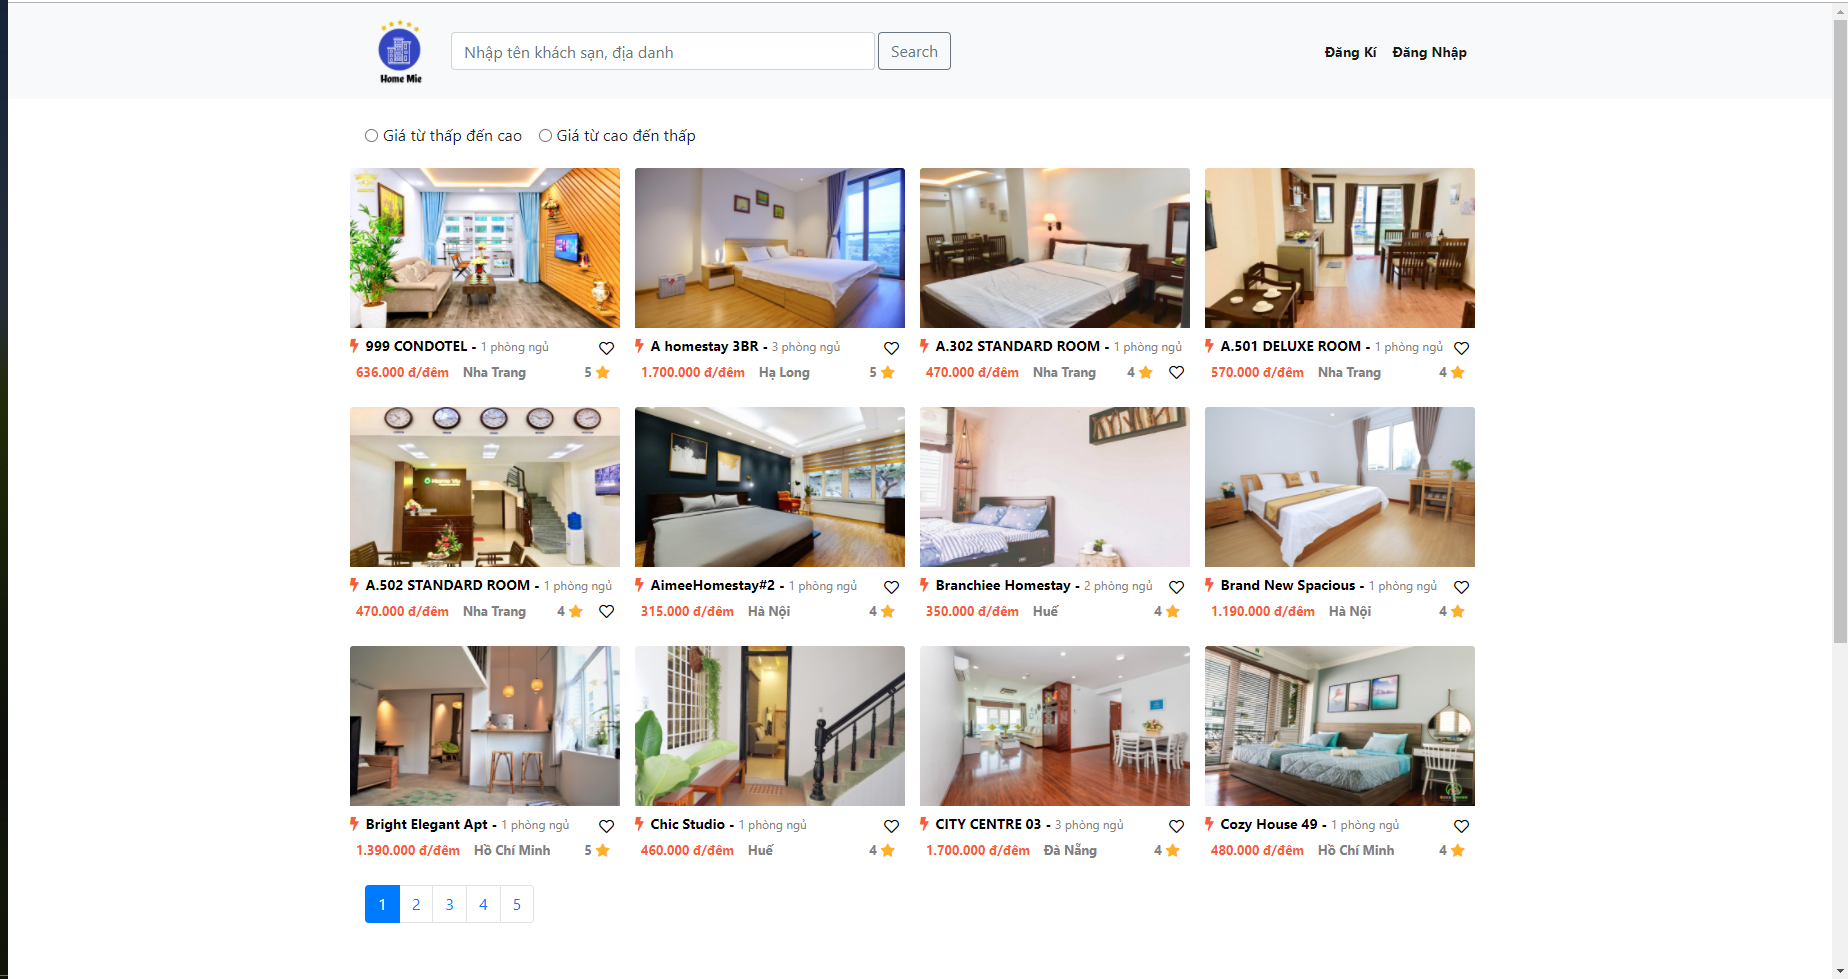 Home Mie
Nhập tên khách sạn, địa danh
Search
Đăng Kí Đăng Nhập
Giá từ thấp đến cao Giá từ cao đến thấp
999 CONDOTEL - 1 phòng ngủ
636.000 đ/đêm Nha Trang 5
A homestay 3BR - 3 phòng ngủ
1.700.000 đ/đêm Hạ Long 5
A.302 STANDARD ROOM - 1 phòng ngủ
470.000 đ/đêm Nha Trang 4
A.501 DELUXE ROOM - 1 phòng ngủ
570.000 đ/đêm Nha Trang 4
A.502 STANDARD ROOM - 1 phòng ngủ
470.000 đ/đêm Nha Trang 4
AimeeHomestay#2 - 1 phòng ngủ
315.000 đ/đêm Hà Nội 4
Branchiee Homestay - 2 phòng ngủ
350.000 đ/đêm Huế 4
Brand New Spacious - 1 phòng ngủ
1.190.000 đ/đêm Hà Nội 4
Bright Elegant Apt - 1 phòng ngủ
1.390.000 đ/đêm Hồ Chí Minh 5
Chic Studio - 1 phòng ngủ
460.000 đ/đêm Huế 4
CITY CENTRE 03 - 3 phòng ngủ
1.700.000 đ/đêm Đà Nẵng 4
Cozy House 49 - 1 phòng ngủ
480.000 đ/đêm Hồ Chí Minh 4
1 2 3 4 5